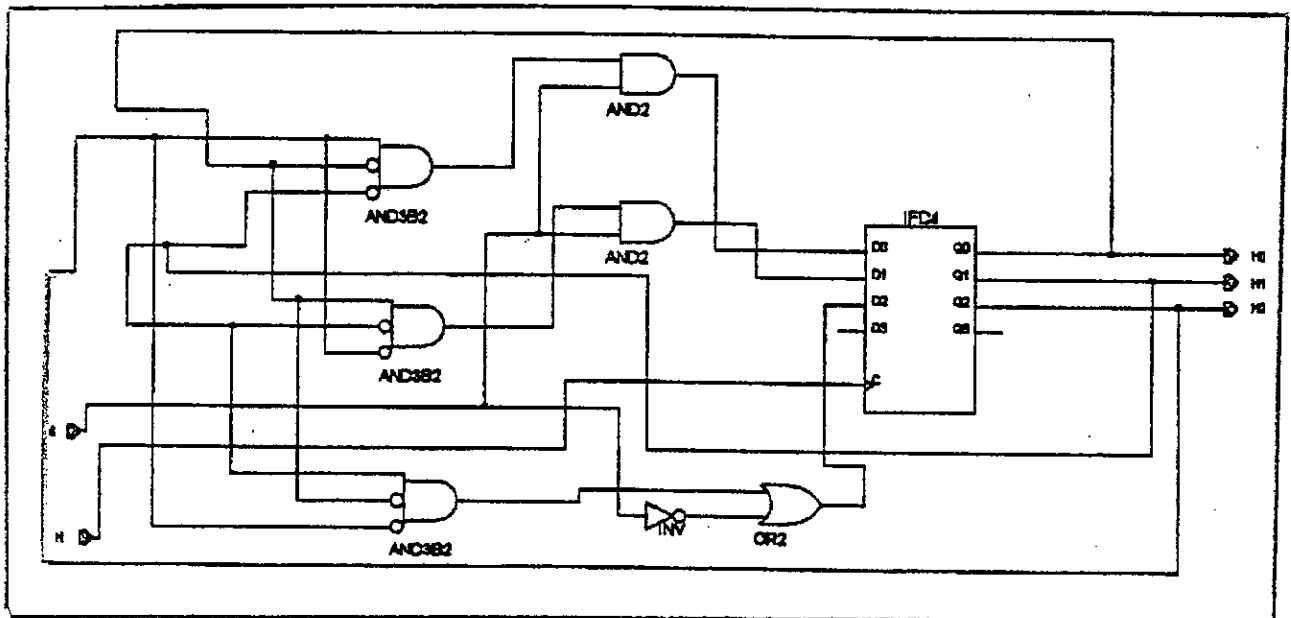 AND2
AND3B2
AND2
IFD4
D0 Q0
D1 Q1
D2 Q2
D3 Q3
C
AND3B2
AND3B2
INV
OR2
H